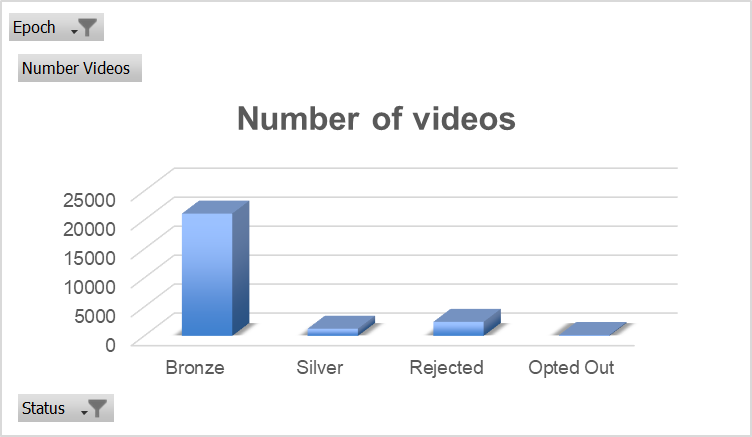 Epoch
Number Videos
Number of videos
25000
20000
15000
10000
5000
0
Bronze Silver Rejected Opted Out
Status